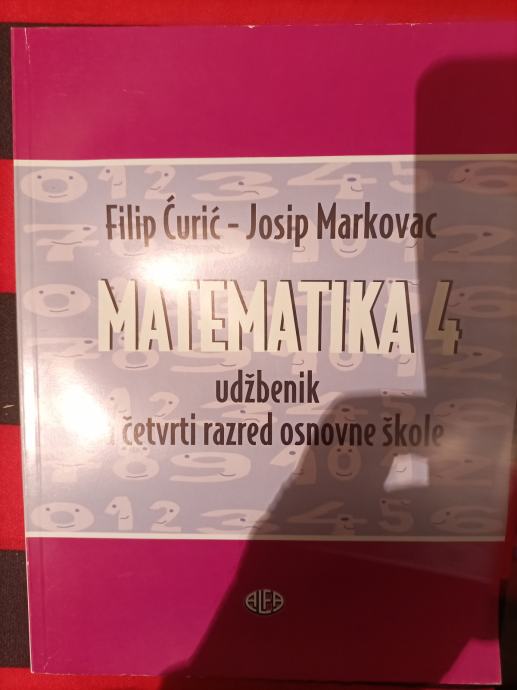 Filip Ćurić - Josip Markovac
MATEMATIKA 4
udžbenik
četvrti razred osnovne škole
ALFA